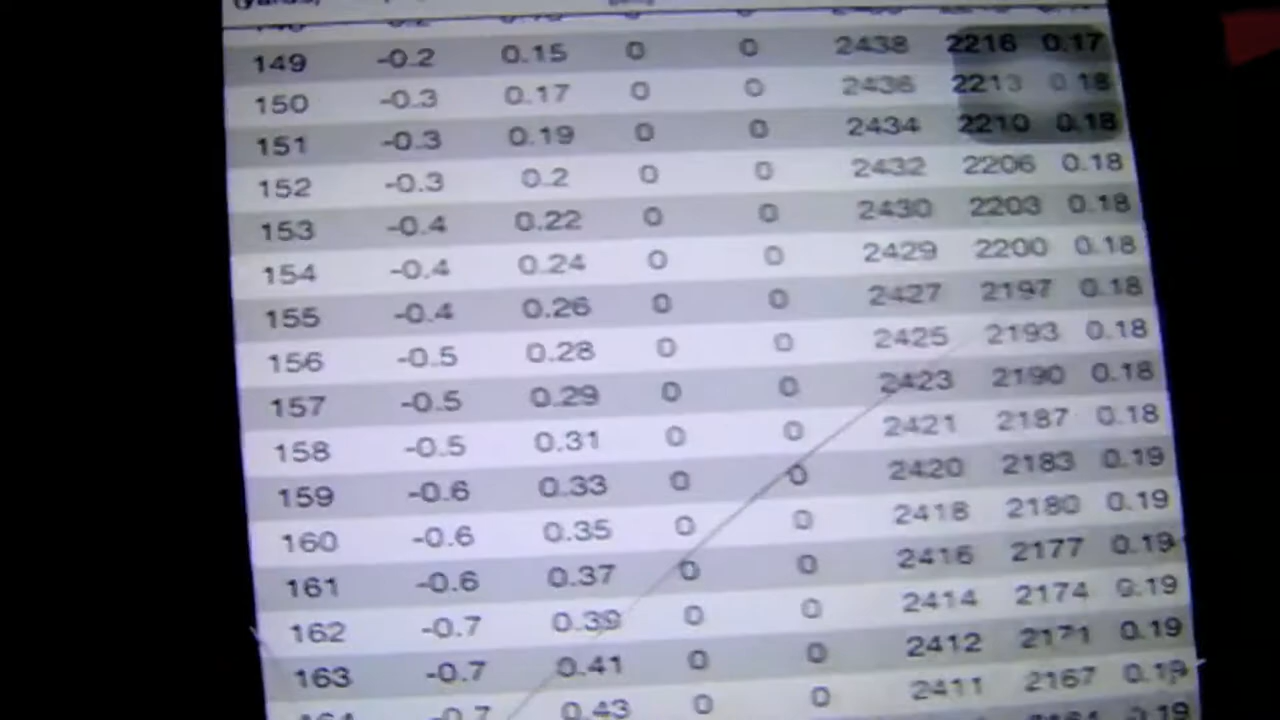 149 -0.2 0.15 0 0 2438 2216 0.17
150 -0.3 0.17 0 0 2436 2213 0.18
151 -0.3 0.19 0 0 2434 2210 0.18
152 -0.3 0.2 0 0 2432 2206 0.18
153 -0.4 0.22 0 0 2430 2203 0.18
154 -0.4 0.24 0 0 2429 2200 0.18
155 -0.4 0.26 0 0 2427 2197 0.18
156 -0.5 0.28 0 0 2425 2193 0.18
157 -0.5 0.29 0 0 2423 2190 0.18
158 -0.5 0.31 0 0 2421 2187 0.18
159 -0.6 0.33 0 0 2420 2183 0.19
160 -0.6 0.35 0 0 2418 2180 0.19
161 -0.6 0.37 0 0 2416 2177 0.19
162 -0.7 0.39 0 0 2414 2174 0.19
163 -0.7 0.41 0 0 2412 2171 0.19
164 -0.7 0.43 0 0 2411 2167 0.19
0.19